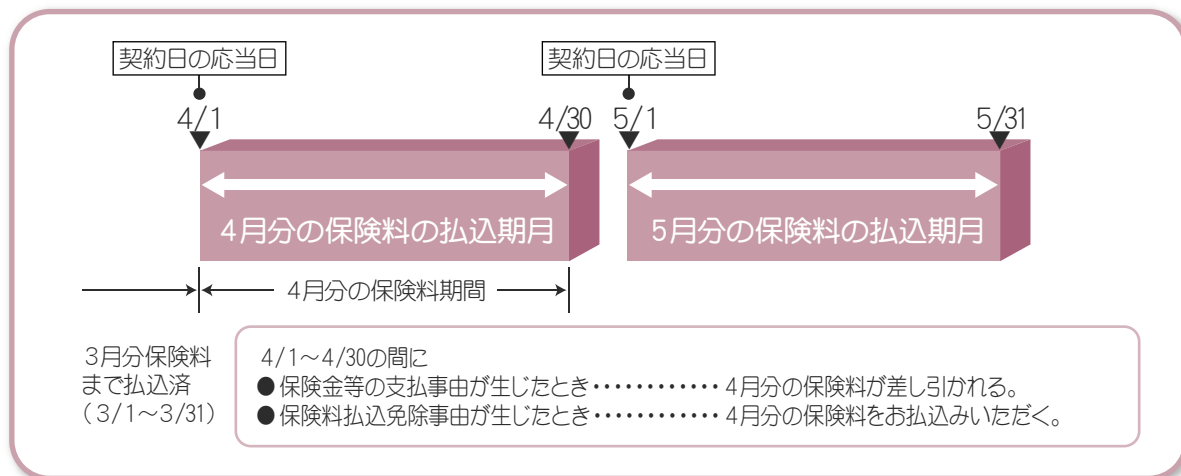 契約日の応当日
契約日の応当日
4/1
4/30
5/1
5/31
4月分の保険料の払込期月
5月分の保険料の払込期月
4月分の保険料期間
3月分保険料
まで払込済
(3/1~3/31)
4/1~4/30の間に
●保険金等の支払事由が生じたとき・・・・・・・・・・・・4月分の保険料が差し引かれる。
●保険料払込免除事由が生じたとき・・・・・・・・・・・・4月分の保険料をお払込みいただく。